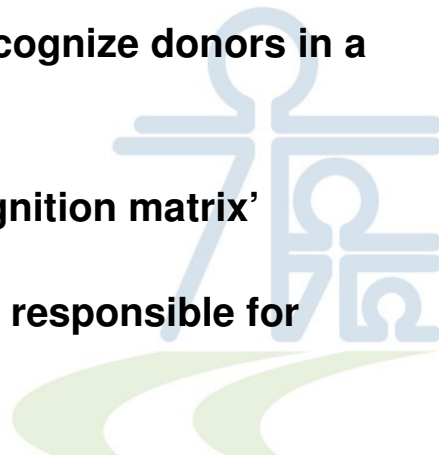 cognize donors in a
gnition matrix’
responsible for